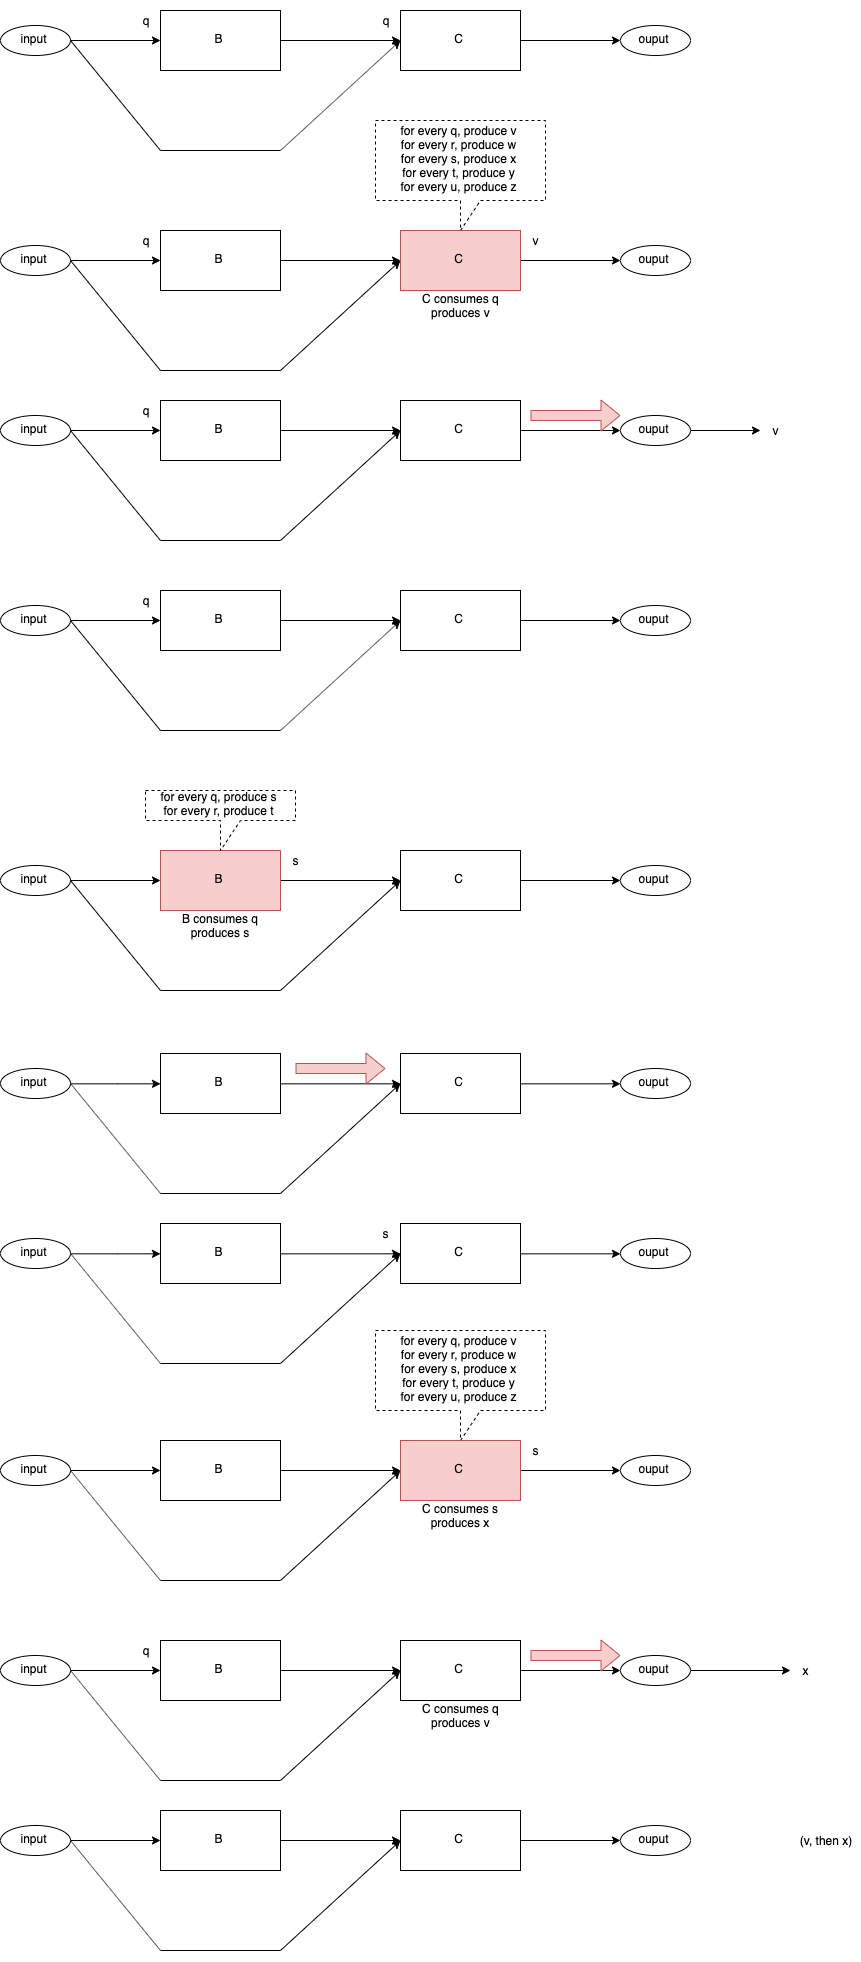 q
q
input
B
C
ouput
for every q, produce v
for every r, produce w
for every s, produce x
for every t, produce y
for every u, produce z
q
v
input
B
C
ouput
C consumes q
produces v
q
input
B
C
ouput
v
q
input
B
C
ouput
for every q, produce s
for every r, produce t
s
input
B
C
ouput
B consumes q
produces s
input
B
C
ouput
s
input
B
C
ouput
for every q, produce v
for every r, produce w
for every s, produce x
for every t, produce y
for every u, produce z
s
input
B
C
ouput
C consumes s
produces x
q
input
B
C
ouput
x
C consumes q
produces v
input
B
C
ouput
(v, then x)